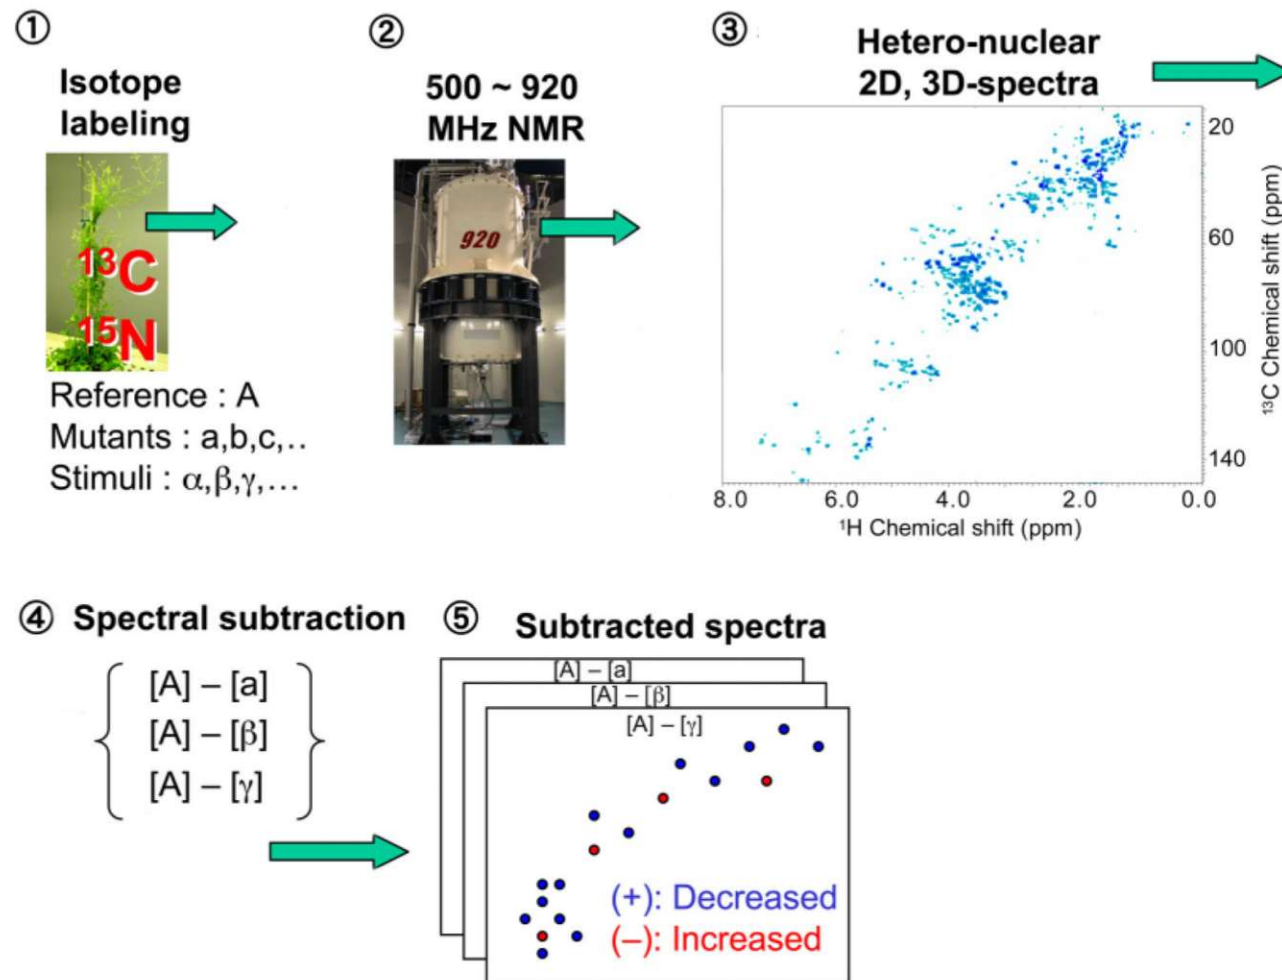 ①
Isotope
labeling
¹³C
¹⁵N
Reference : A
Mutants : a,b,c,..
Stimuli : α,β,γ,...
②
500 ~ 920
MHz NMR
920
③
Hetero-nuclear
2D, 3D-spectra
20
60
100
140
¹³C Chemical shift (ppm)
8.0 6.0 4.0 2.0 0.0
¹H Chemical shift (ppm)
④ Spectral subtraction
[A] – [a]
[A] – [β]
[A] – [γ]
⑤ Subtracted spectra
[A] – [a]
[A] – [β]
[A] – [γ]
(+): Decreased
(–): Increased